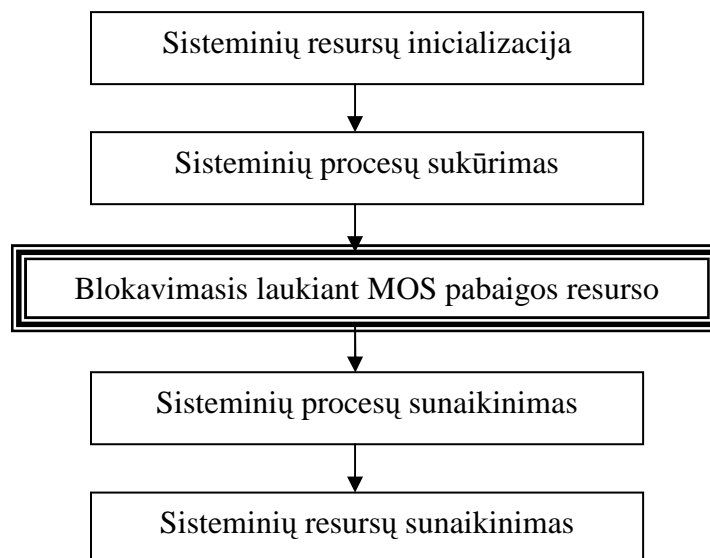 Sisteminių resursų inicializacija
Sisteminių procesų sukūrimas
Blokavimasis laukiant MOS pabaigos resurso
Sisteminių procesų sunaikinimas
Sisteminių resursų sunaikinimas